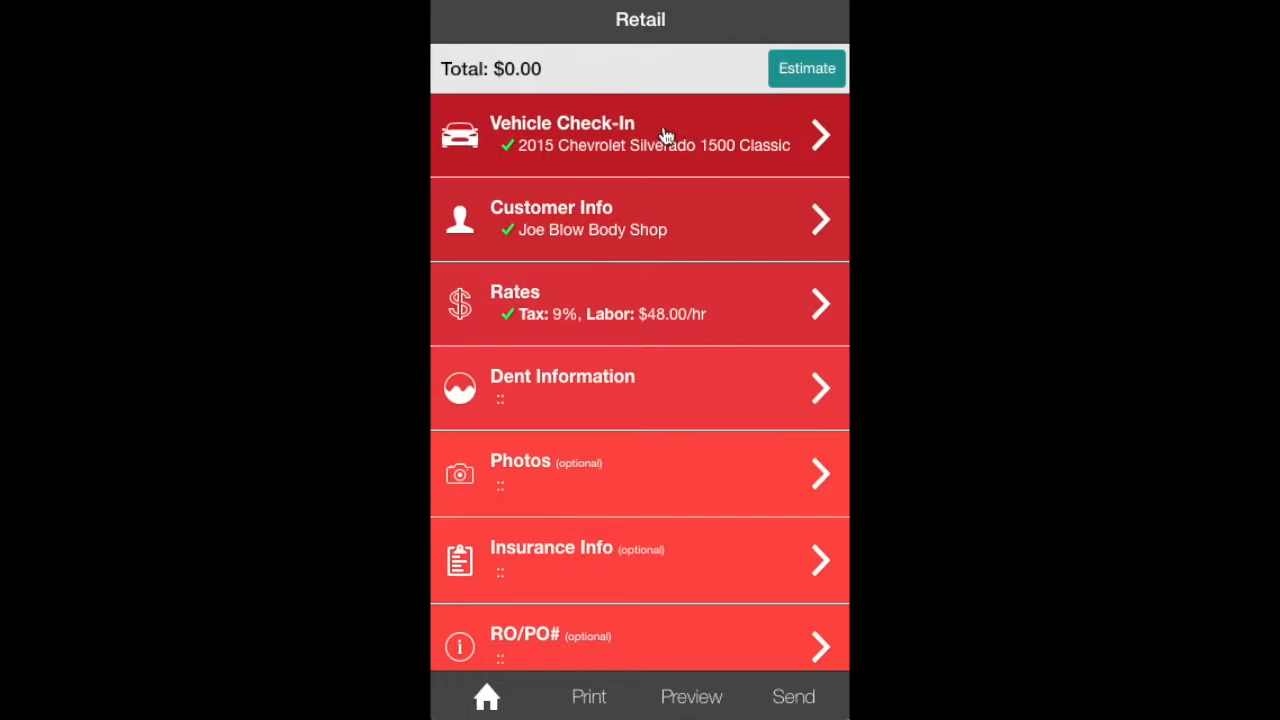 Retail
Total: $0.00
Estimate
Vehicle Check-In
2015 Chevrolet Silverado 1500 Classic
Customer Info
Joe Blow Body Shop
Rates
Tax: 9%, Labor: $48.00/hr
Dent Information
::
Photos (optional)
::
Insurance Info (optional)
::
RO/PO# (optional)
::
Print Preview Send